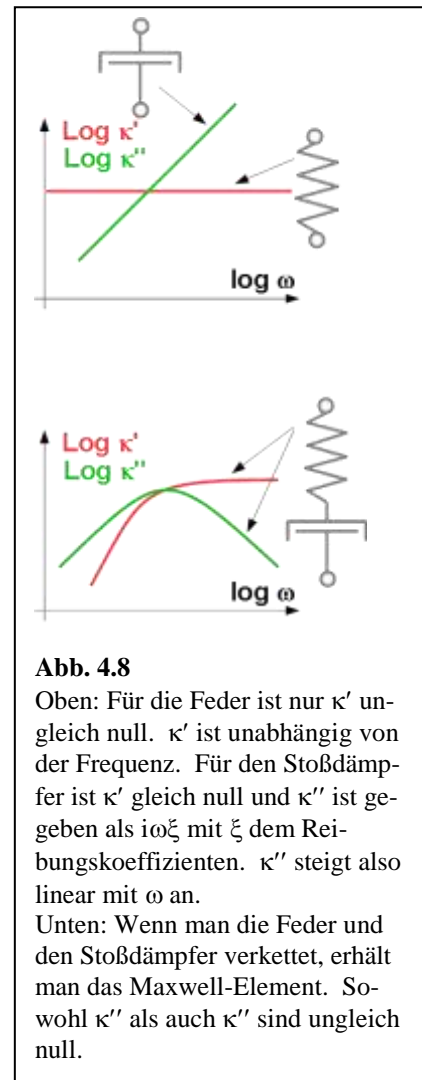 Log κ'
Log κ''
log ω
Log κ'
Log κ''
log ω
Abb. 4.8
Oben: Für die Feder ist nur κ′ un-
gleich null. κ′ ist unabhängig von
der Frequenz. Für den Stoßdämp-
fer ist κ′ gleich null und κ′′ ist ge-
geben als iωξ mit ξ dem Rei-
bungskoeffizienten. κ′′ steigt also
linear mit ω an.
Unten: Wenn man die Feder und
den Stoßdämpfer verkettet, erhält
man das Maxwell-Element. So-
wohl κ′′ als auch κ′′ sind ungleich
null.